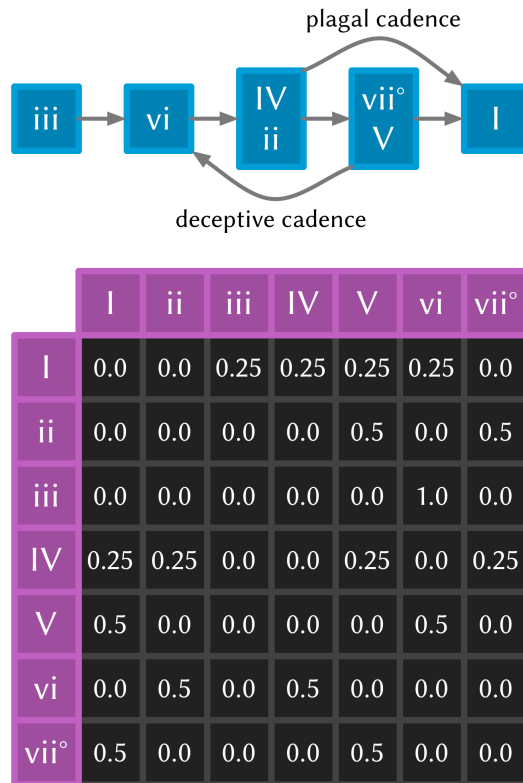 plagal cadence
iii vi IV ii vii° V I
deceptive cadence
I ii iii IV V vi vii°
I 0.0 0.0 0.25 0.25 0.25 0.25 0.0
ii 0.0 0.0 0.0 0.0 0.5 0.0 0.5
iii 0.0 0.0 0.0 0.0 0.0 1.0 0.0
IV 0.25 0.25 0.0 0.0 0.25 0.0 0.25
V 0.5 0.0 0.0 0.0 0.0 0.5 0.0
vi 0.0 0.5 0.0 0.5 0.0 0.0 0.0
vii° 0.5 0.0 0.0 0.0 0.5 0.0 0.0